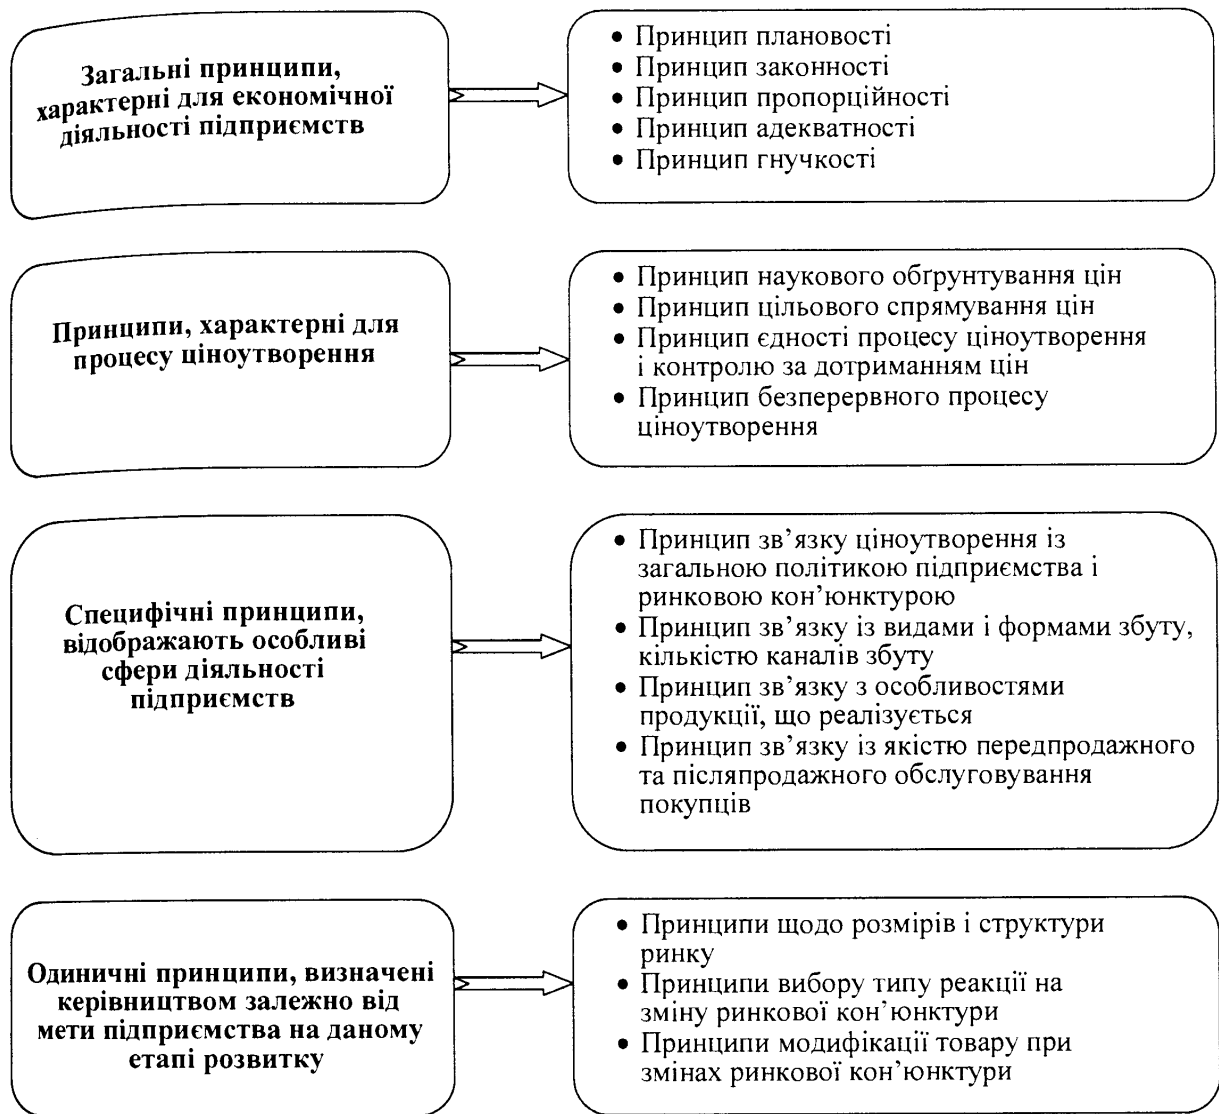 Загальні принципи,
характерні для економічної
діяльності підприємств
• Принцип плановості
• Принцип законності
• Принцип пропорційності
• Принцип адекватності
• Принцип гнучкості
Принципи, характерні для
процесу ціноутворення
• Принцип наукового обґрунтування цін
• Принцип цільового спрямування цін
• Принцип єдності процесу ціноутворення
і контролю за дотриманням цін
• Принцип безперервного процесу
ціноутворення
Специфічні принципи,
відображають особливі
сфери діяльності
підприємств
• Принцип зв’язку ціноутворення із
загальною політикою підприємства і
ринковою кон’юнктурою
• Принцип зв’язку із видами і формами збуту,
кількістю каналів збуту
• Принцип зв’язку з особливостями
продукції, що реалізується
• Принцип зв’язку із якістю передпродажного
та післяпродажного обслуговування
покупців
Одиничні принципи, визначені
керівництвом залежно від
мети підприємства на даному
етапі розвитку
• Принципи щодо розмірів і структури
ринку
• Принципи вибору типу реакції на
зміну ринкової кон’юнктури
• Принципи модифікації товару при
змінах ринкової кон’юнктури